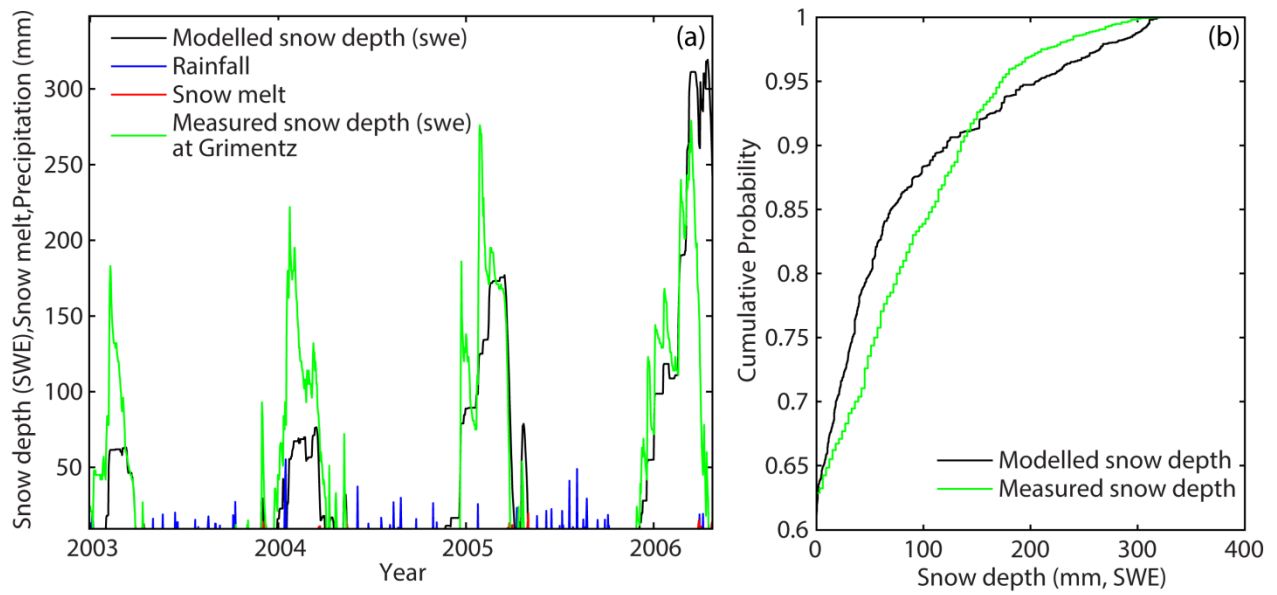 Snow depth (SWE),Snow melt,Precipitation (mm)
300
250
200
150
100
50
Modelled snow depth (swe)
Rainfall
Snow melt
Measured snow depth (swe)
at Grimentz
(a)
2003 2004 2005 2006
Year
Cumulative Probability
1
0.95
0.9
0.85
0.8
0.75
0.7
0.65
0.6
(b)
Modelled snow depth
Measured snow depth
0 100 200 300 400
Snow depth (mm, SWE)